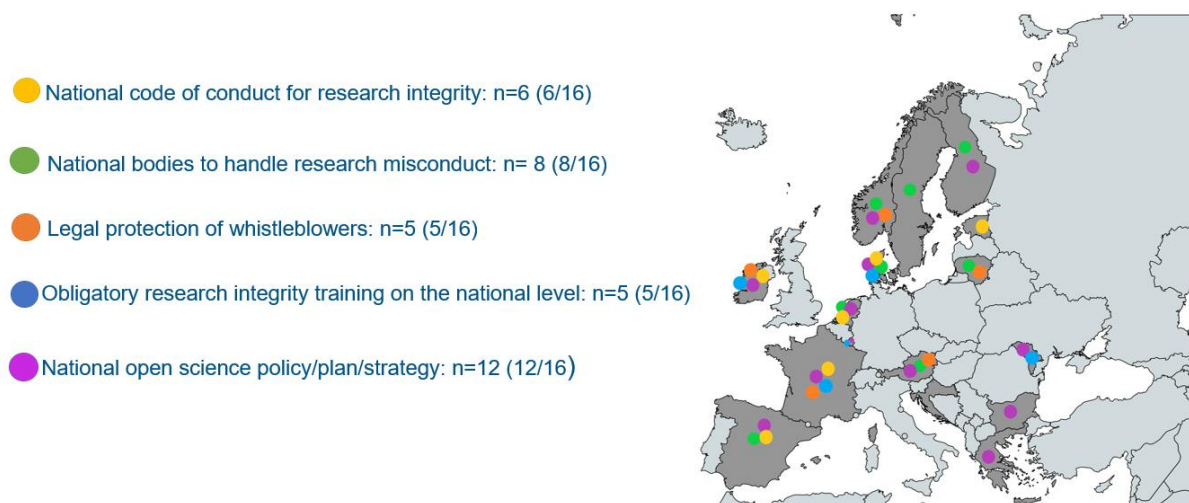 National code of conduct for research integrity: n=6 (6/16)
National bodies to handle research misconduct: n= 8 (8/16)
Legal protection of whistleblowers: n=5 (5/16)
Obligatory research integrity training on the national level: n=5 (5/16)
National open science policy/plan/strategy: n=12 (12/16)